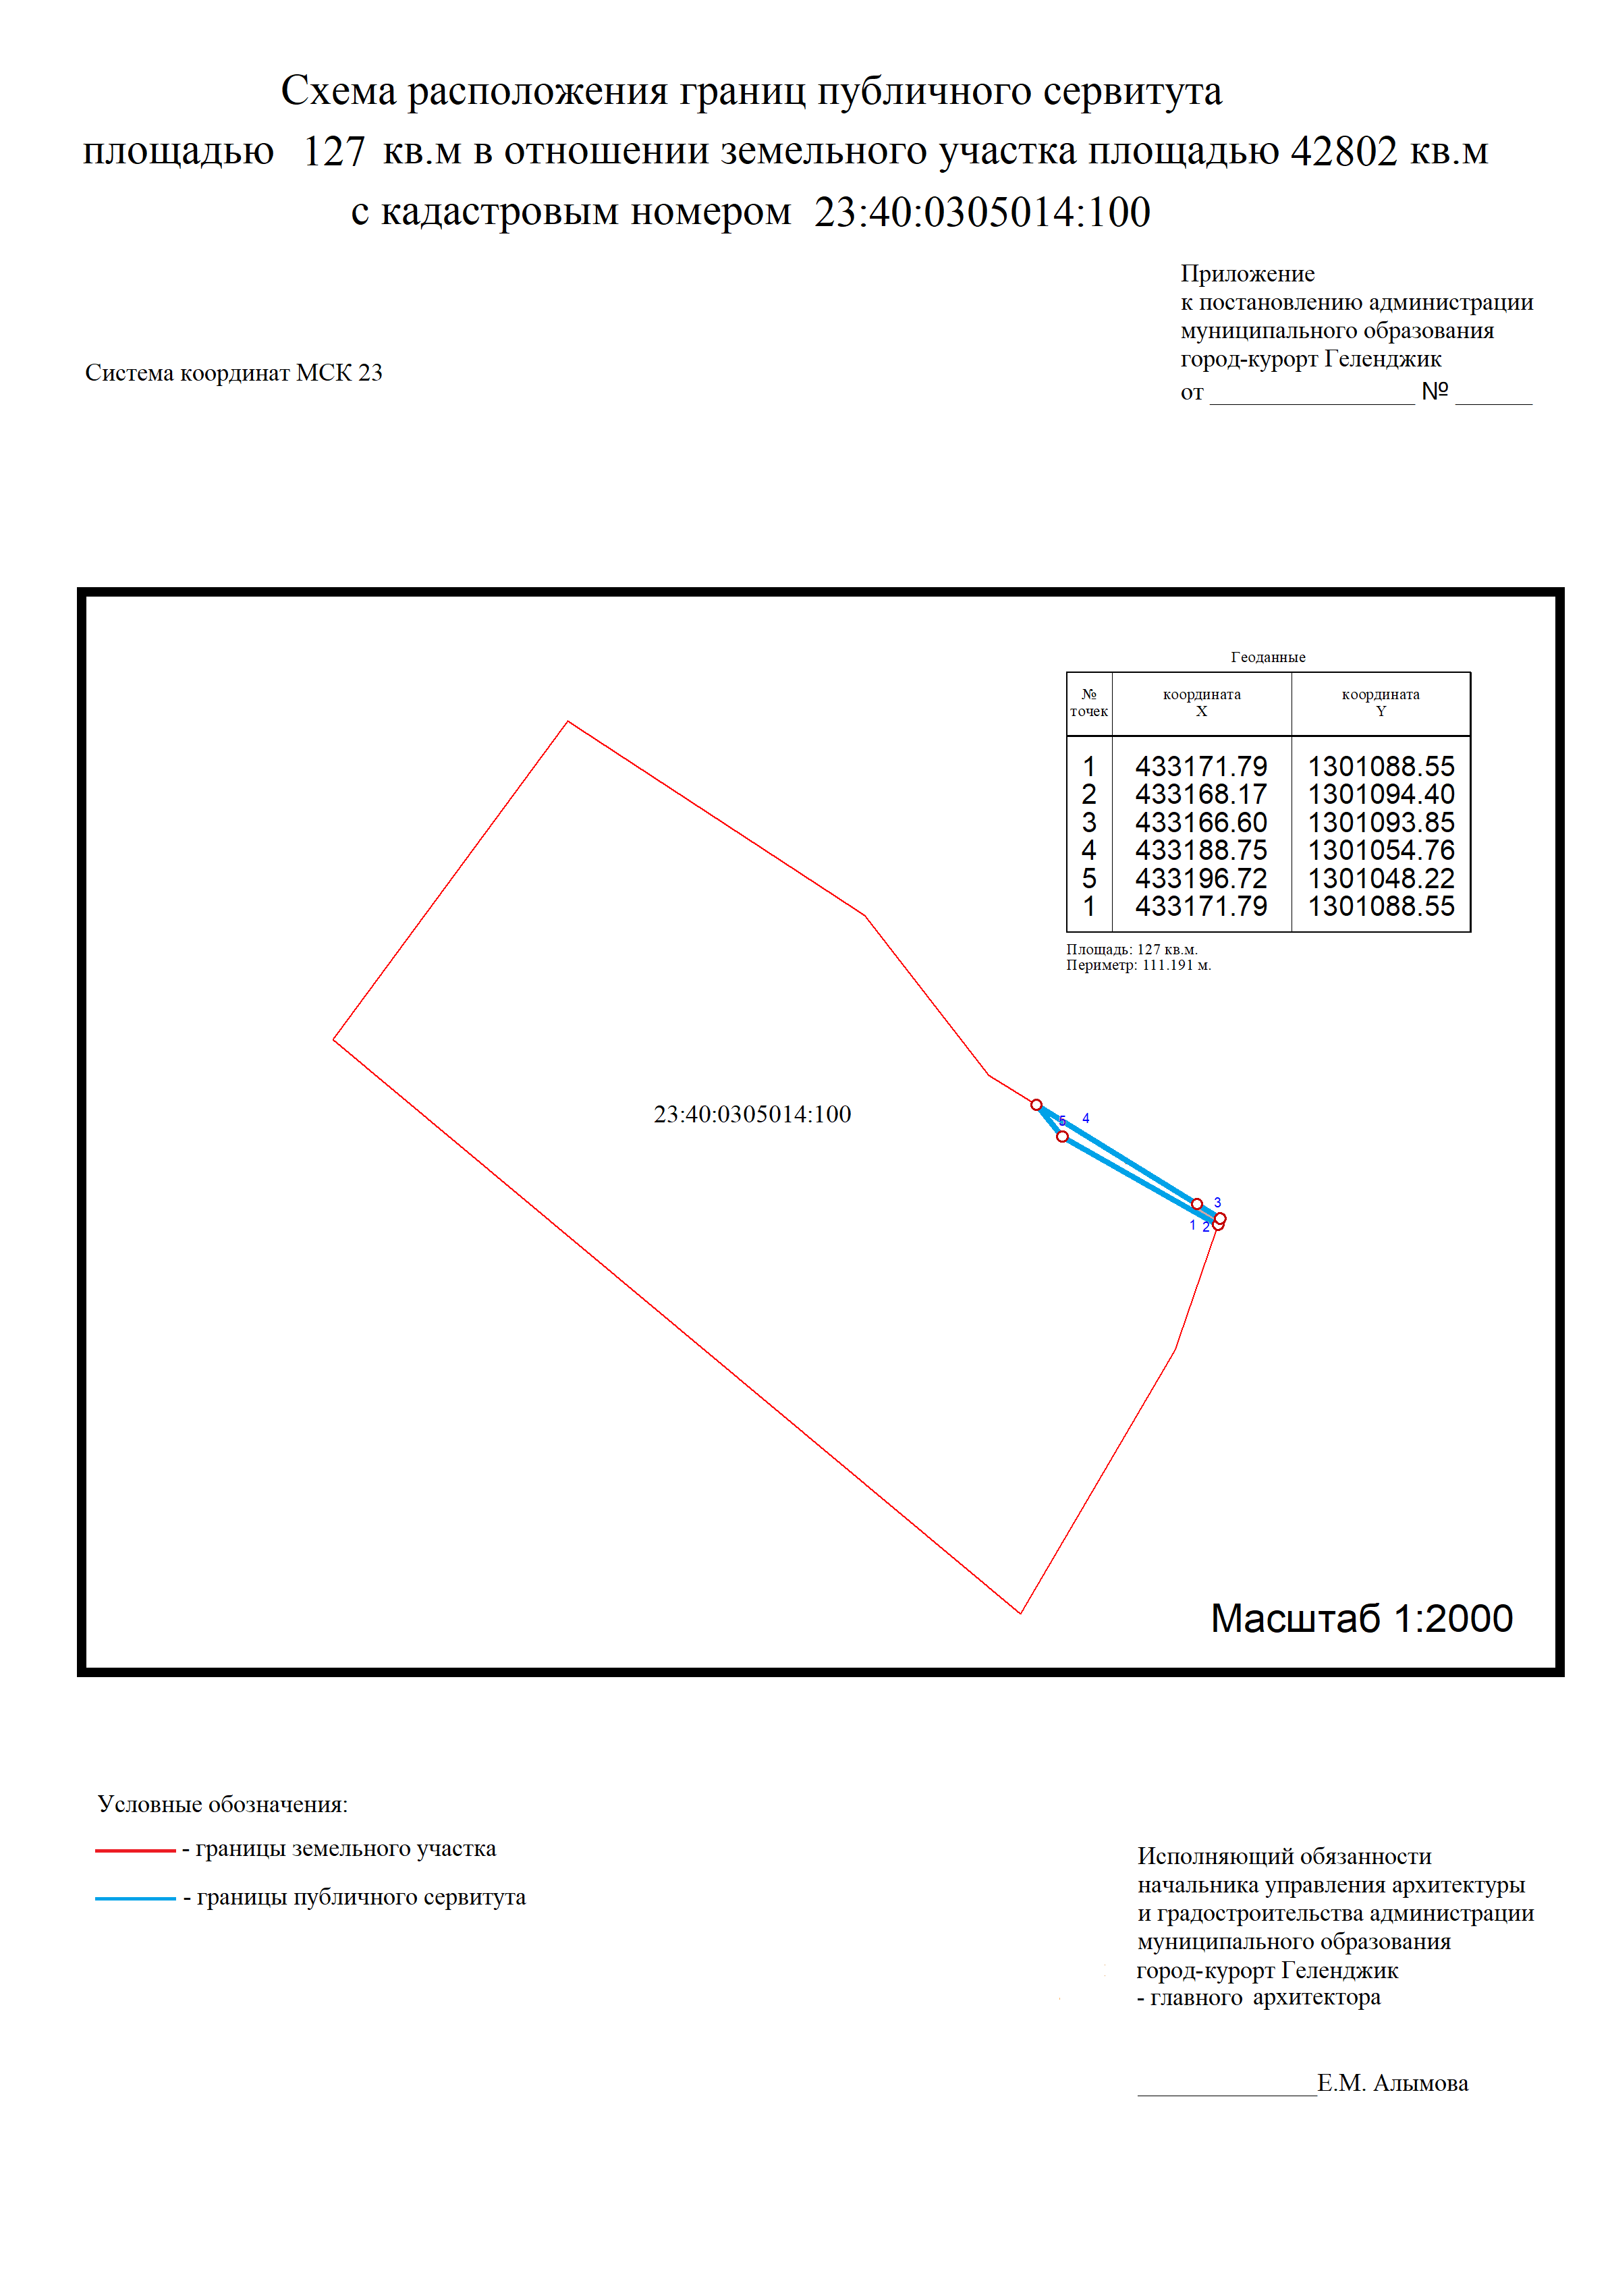 Схема расположения границ публичного сервитута
площадью 127 кв.м в отношении земельного участка площадью 42802 кв.м
с кадастровым номером 23:40:0305014:100
Приложение
к постановлению администрации
муниципального образования
город-курорт Геленджик
от ________________ № ______
Система координат МСК 23
Геоданные
№ точек координата X координата Y
1 433171.79 1301088.55
2 433168.17 1301094.40
3 433166.60 1301093.85
4 433188.75 1301054.76
5 433196.72 1301048.22
1 433171.79 1301088.55
Площадь: 127 кв.м.
Периметр: 111.191 м.
23:40:0305014:100
5 4
3
1 2
Масштаб 1:2000
Условные обозначения:
- границы земельного участка
- границы публичного сервитута
Исполняющий обязанности
начальника управления архитектуры
и градостроительства администрации
муниципального образования
город-курорт Геленджик
- главного архитектора
______________Е.М. Алымова